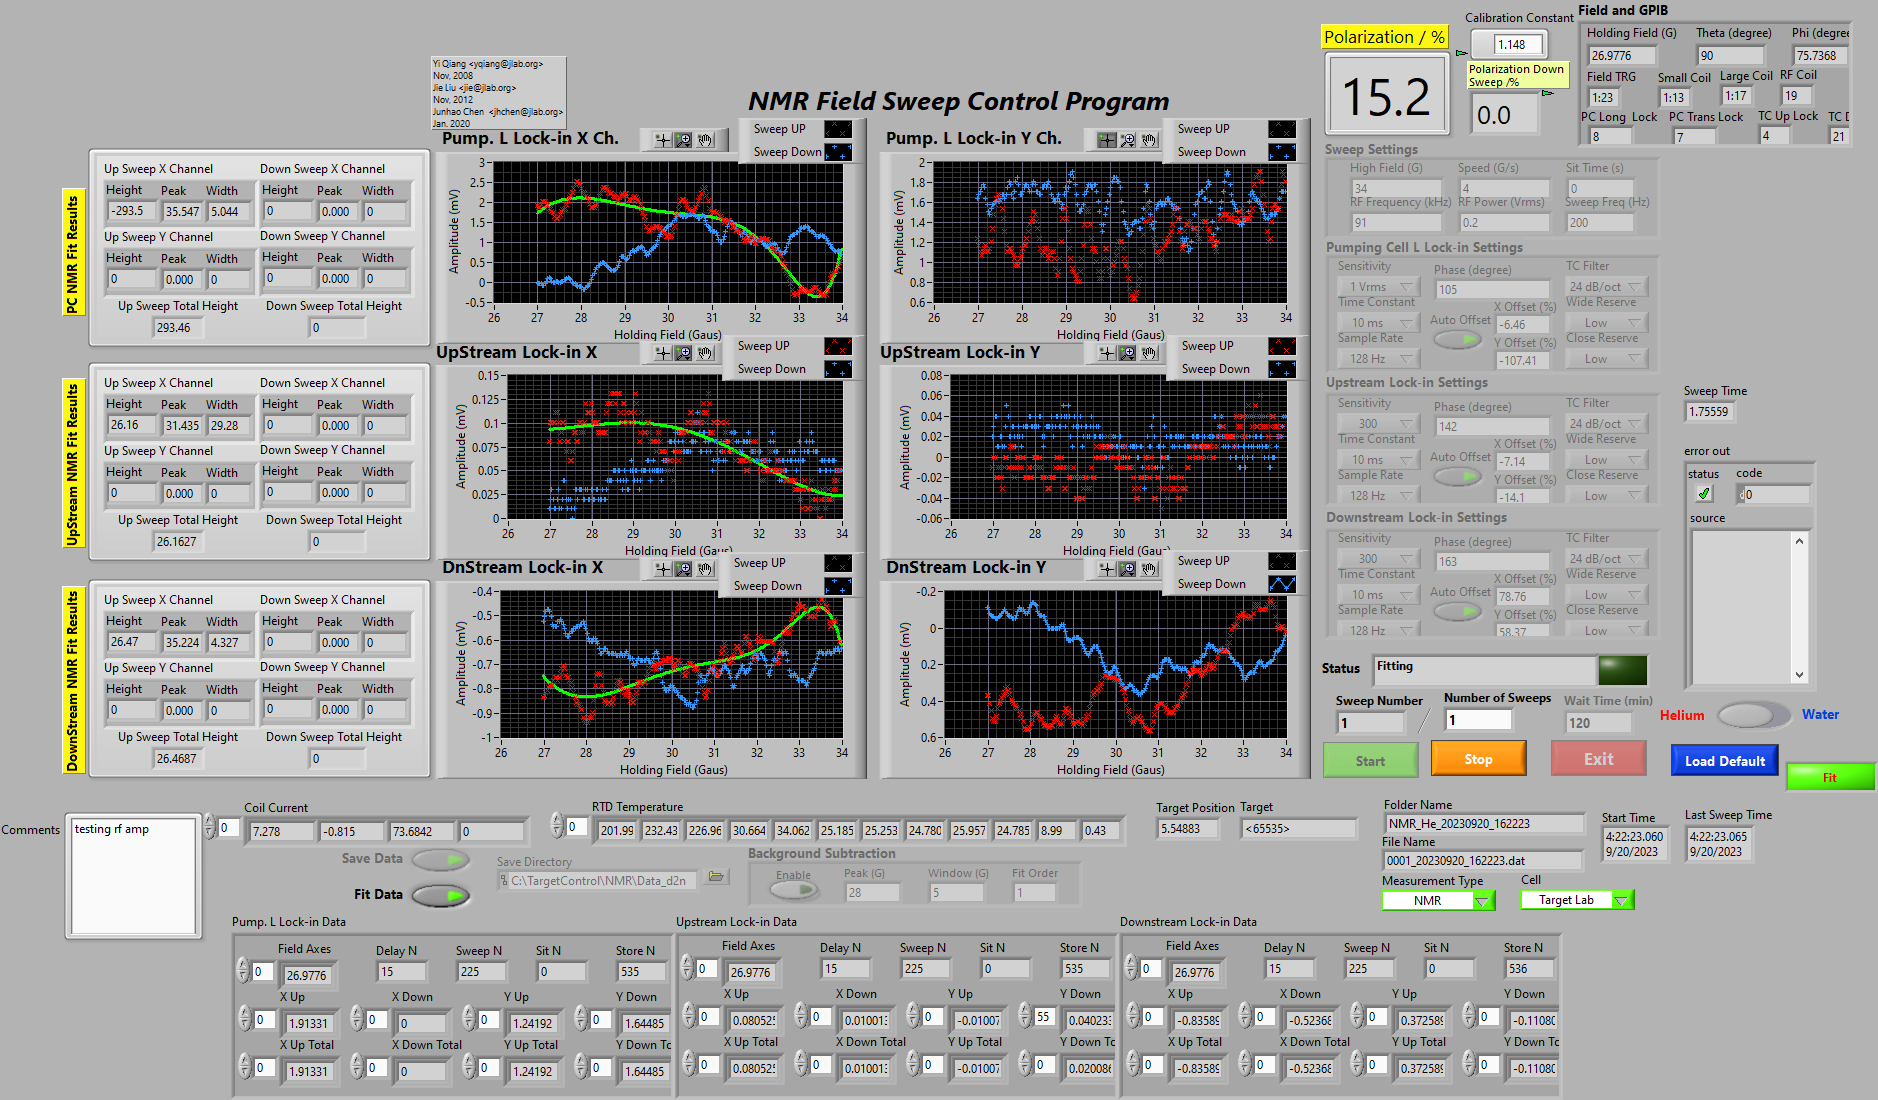 NMR Field Sweep Control Program
Yi Qiang <yqiang@jlab.org>
Nov, 2008
Jie Liu <jie@jlab.org>
Nov, 2012
Junhao Chen <jhchen@jlab.org>
Jan. 2020
Polarization / %
15.2
Calibration Constant
1.148
Polarization Down
Sweep /%
0.0
Field and GPIB
Holding Field (G) Theta (degree) Phi (degree
26.9776 90 75.7368
Field TRG Small Coil Large Coil RF Coil
1:23 1:13 1:17 19
PC Long Lock PC Trans Lock TC Up Lock TC D
8 7 4 21
PC NMR Fit Results
Up Sweep X Channel Down Sweep X Channel
Height Peak Width Height Peak Width
-293.5 35.547 5.044 0 0.000 0
Up Sweep Y Channel Down Sweep Y Channel
Height Peak Width Height Peak Width
0 0.000 0 0 0.000 0
Up Sweep Total Height Down Sweep Total Height
293.46 0
UpStream NMR Fit Results
Up Sweep X Channel Down Sweep X Channel
Height Peak Width Height Peak Width
26.16 31.435 29.28 0 0.000 0
Up Sweep Y Channel Down Sweep Y Channel
Height Peak Width Height Peak Width
0 0.000 0 0 0.000 0
Up Sweep Total Height Down Sweep Total Height
26.1627 0
DownStream NMR Fit Results
Up Sweep X Channel Down Sweep X Channel
Height Peak Width Height Peak Width
26.47 35.224 4.327 0 0.000 0
Up Sweep Y Channel Down Sweep Y Channel
Height Peak Width Height Peak Width
0 0.000 0 0 0.000 0
Up Sweep Total Height Down Sweep Total Height
26.4687 0
Pump. L Lock-in X Ch.
Sweep UP
Sweep Down
Amplitude (mV)
3
2.5
2
1.5
1
0.5
0
-0.5
26 27 28 29 30 31 32 33 34
Holding Field (Gaus)
Pump. L Lock-in Y Ch.
Sweep UP
Sweep Down
Amplitude (mV)
2
1.8
1.6
1.4
1.2
1
0.8
0.6
26 27 28 29 30 31 32 33 34
Holding Field (Gaus)
UpStream Lock-in X
Sweep UP
Sweep Down
Amplitude (mV)
0.15
0.125
0.1
0.075
0.05
0.025
0
26 27 28 29 30 31 32 33 34
Holding Field (Gaus)
UpStream Lock-in Y
Sweep UP
Sweep Down
Amplitude (mV)
0.08
0.06
0.04
0.02
0
-0.02
-0.04
-0.06
26 27 28 29 30 31 32 33 34
Holding Field (Gaus)
DnStream Lock-in X
Sweep UP
Sweep Down
Amplitude (mV)
-0.4
-0.5
-0.6
-0.7
-0.8
-0.9
-1
26 27 28 29 30 31 32 33 34
Holding Field (Gaus)
DnStream Lock-in Y
Sweep UP
Sweep Down
Amplitude (mV)
-0.2
0
0.2
0.4
0.6
26 27 28 29 30 31 32 33 34
Holding Field (Gaus)
Sweep Settings
High Field (G) Speed (G/s) Sit Time (s)
34 4 0
RF Frequency (kHz) RF Power (Vrms) Sweep Freq (Hz)
91 0.2 200
Pumping Cell L Lock-in Settings
Sensitivity Phase (degree) TC Filter
1 Vrms 105 24 dB/oct
Time Constant X Offset (%) Wide Reserve
10 ms Auto Offset -6.46 Low
Sample Rate Y Offset (%) Close Reserve
128 Hz -107.41 Low
Upstream Lock-in Settings
Sensitivity Phase (degree) TC Filter
300 142 24 dB/oct
Time Constant X Offset (%) Wide Reserve
10 ms Auto Offset -7.14 Low
Sample Rate Y Offset (%) Close Reserve
128 Hz -14.1 Low
Downstream Lock-in Settings
Sensitivity Phase (degree) TC Filter
300 163 24 dB/oct
Time Constant X Offset (%) Wide Reserve
10 ms Auto Offset 78.76 Low
Sample Rate Y Offset (%) Close Reserve
128 Hz 58.37 Low
Sweep Time
1.75559
error out
status code
0
source
Status Fitting
Sweep Number Number of Sweeps Wait Time (min)
1 / 1 120
Helium Water
Start Stop Exit Load Default Fit
Comments
testing rf amp
Coil Current
0 7.278 -0.815 73.6842 0
RTD Temperature
0 201.99 232.43 226.96 30.664 34.062 25.185 25.253 24.780 25.957 24.785 8.99 0.43
Target Position Target
5.54883 <65535>
Folder Name
NMR_He_20230920_162223
File Name
0001_20230920_162223.dat
Start Time
4:22:23.060
9/20/2023
Last Sweep Time
4:22:23.065
9/20/2023
Measurement Type Cell
NMR Target Lab
Save Data
Fit Data
Save Directory
C:\TargetControl\NMR\Data_d2n
Background Subtraction
Enable Peak (G) Window (G) Fit Order
28 5 1
Pump. L Lock-in Data
Field Axes Delay N Sweep N Sit N Store N
0 26.9776 15 225 0 535
X Up X Down Y Up Y Down
0 1.91331 0 0 0 1.24192 0 1.64485
X Up Total X Down Total Y Up Total Y Down To
0 1.91331 0 0 0 1.24192 0 1.64485
Upstream Lock-in Data
Field Axes Delay N Sweep N Sit N Store N
0 26.9776 15 225 0 535
X Up X Down Y Up Y Down
0 0.08052 0 0.01001 0 -0.01007 55 0.04023
X Up Total X Down Total Y Up Total Y Down To
0 0.08052 0 0.01001 0 -0.01007 0 0.02008
Downstream Lock-in Data
Field Axes Delay N Sweep N Sit N Store N
0 26.9776 15 225 0 536
X Up X Down Y Up Y Down
0 -0.8358 0 -0.5236 0 0.37258 0 -0.1108
X Up Total X Down Total Y Up Total Y Down To
0 -0.8358 0 -0.5236 0 0.37258 0 -0.1108